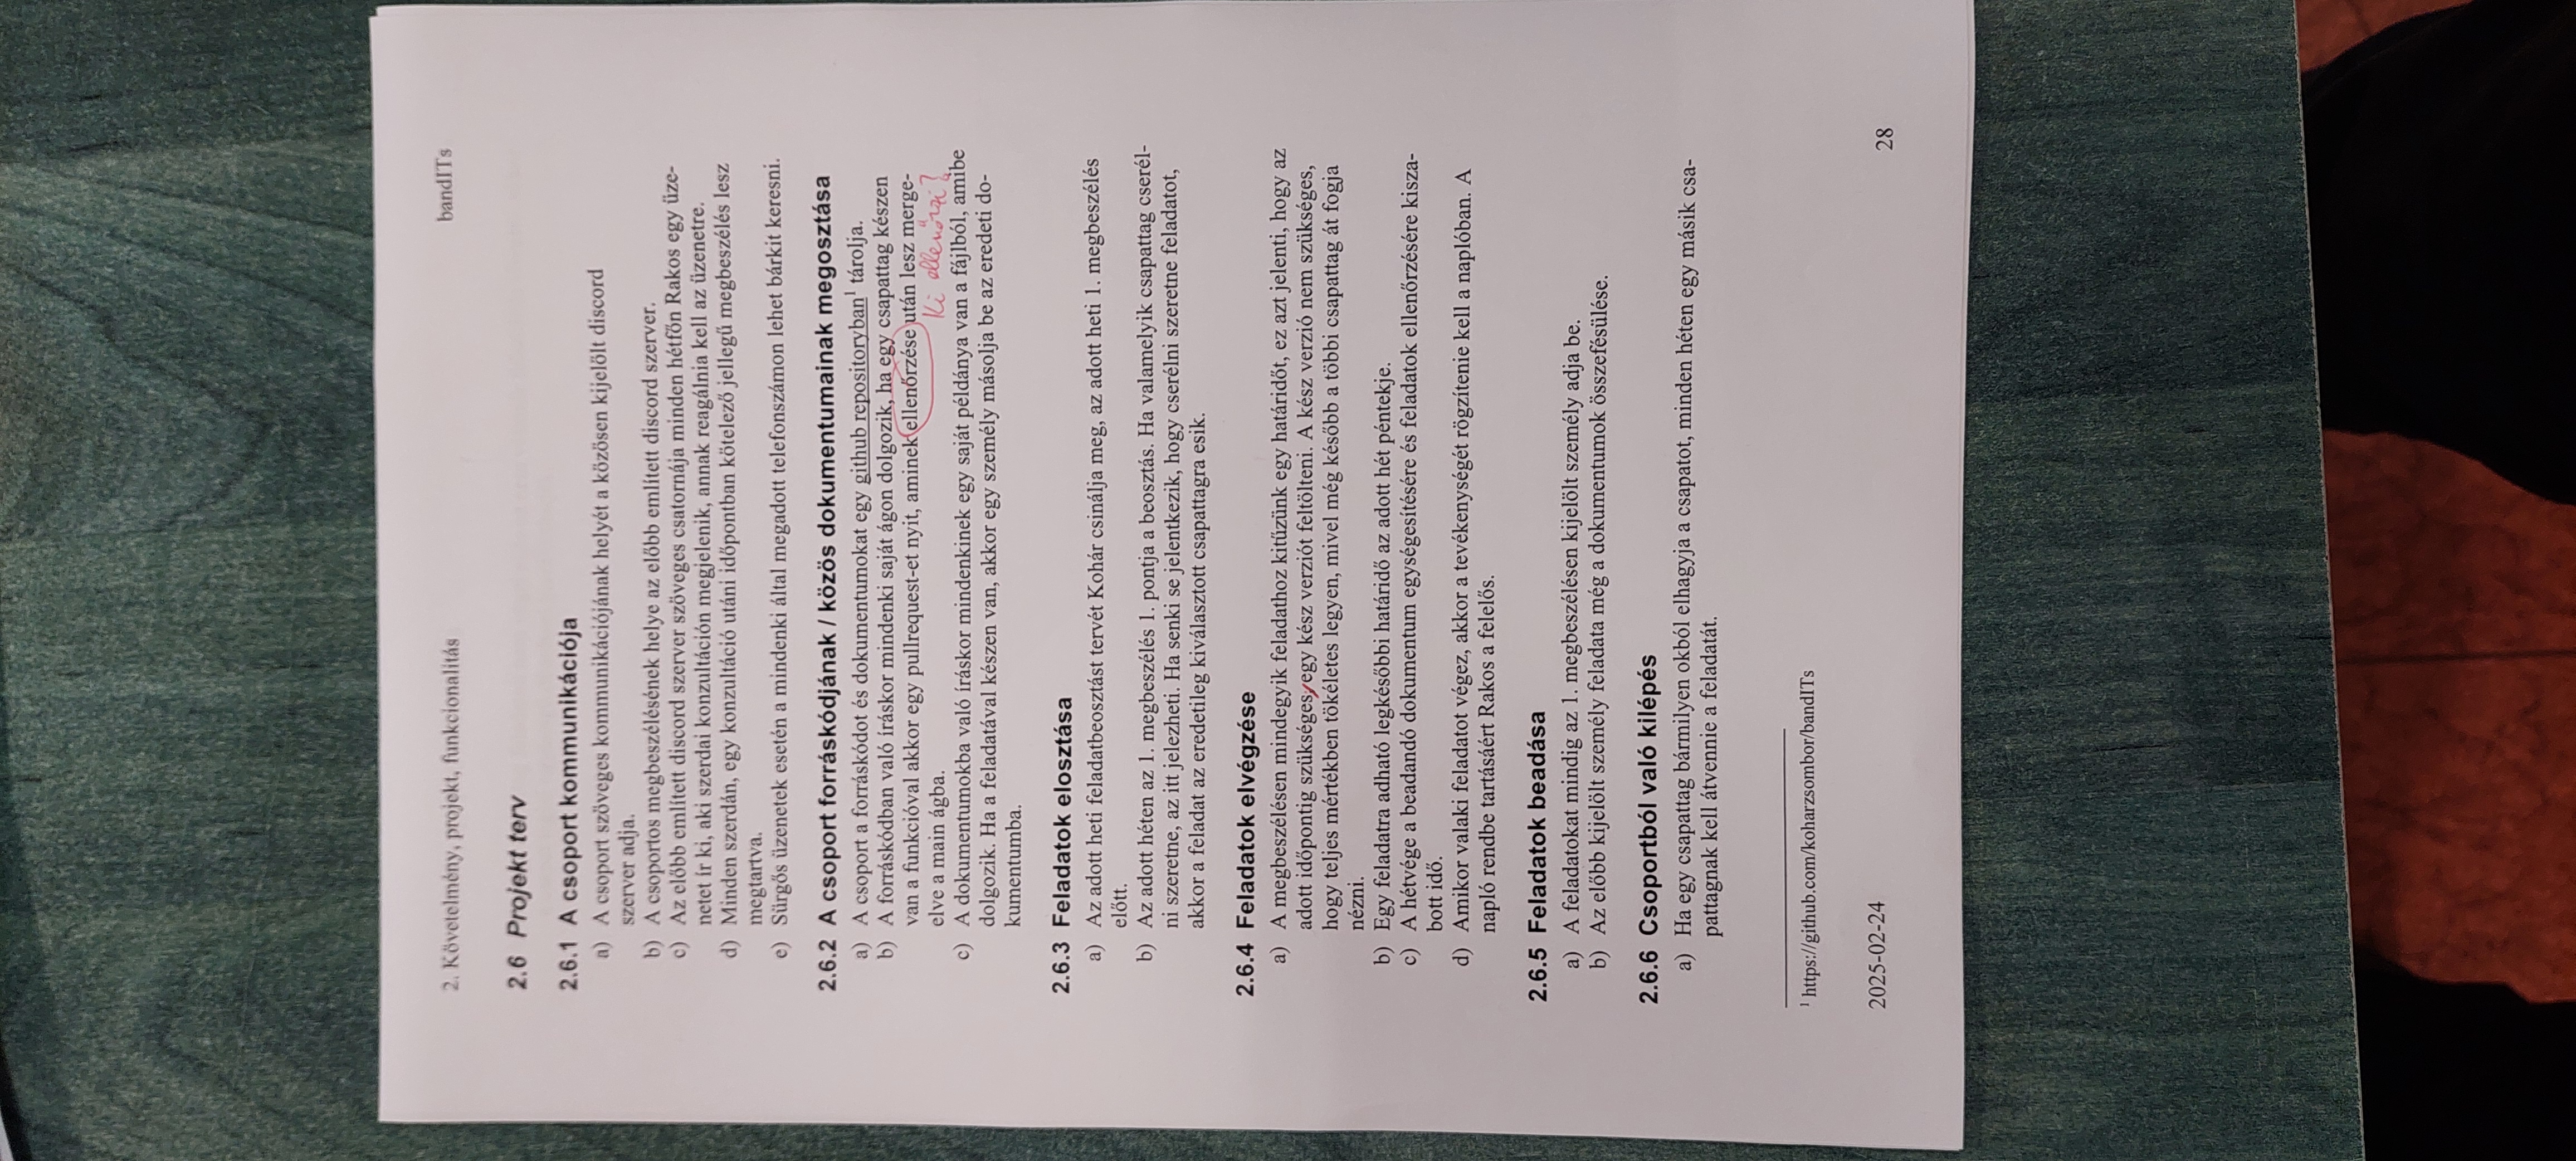 2. Követelmény, projekt, funkcionalitás
bandITs
2.6 Projekt terv
2.6.1 A csoport kommunikációja
a) A csoport szöveges kommunikációjának helyét a közösen kijelölt discord
szerver adja.
b) A csoportos megbeszélésének helye az előbb említett discord szerver.
c) Az előbb említett discord szerver szöveges csatornája minden hétfőn Rakos egy üze-
netet ír ki, aki szerdai konzultáción megjelenik, annak reagálnia kell az üzenetre.
d) Minden szerdán, egy konzultáció utáni időpontban kötelező jellegű megbeszélés lesz
megtartva.
e) Sürgős üzenetek esetén a mindenki által megadott telefonszámon lehet bárkit keresni.
2.6.2 A csoport forráskódjának / közös dokumentumainak megosztása
a) A csoport a forráskódot és dokumentumokat egy github repositoryban¹ tárolja.
b) A forráskódban való íráskor mindenki saját ágon dolgozik, ha egy csapattag készen
van a funkcióval akkor egy pullrequest-et nyit, aminek ellenőrzése után lesz merge-
elve a main ágba.
Ki ellenőrzi?
c) A dokumentumokba való íráskor mindenkinek egy saját példánya van a fájlból, amibe
dolgozik. Ha a feladatával készen van, akkor egy személy másolja be az eredeti do-
kumentumba.
2.6.3 Feladatok elosztása
a) Az adott heti feladatbeosztást tervét Kohár csinálja meg, az adott heti 1. megbeszélés
előtt.
b) Az adott héten az 1. megbeszélés 1. pontja a beosztás. Ha valamelyik csapattag cserél-
ni szeretne, az itt jelezheti. Ha senki se jelentkezik, hogy cserélni szeretne feladatot,
akkor a feladat az eredetileg kiválasztott csapattagra esik.
2.6.4 Feladatok elvégzése
a) A megbeszélésen mindegyik feladathoz kitűzünk egy határidőt, ez azt jelenti, hogy az
adott időpontig szükséges, egy kész verziót feltölteni. A kész verzió nem szükséges,
hogy teljes mértékben tökéletes legyen, mivel még később a többi csapattag át fogja
nézni.
b) Egy feladatra adható legkésőbbi határidő az adott hét péntekje.
c) A hétvége a beadandó dokumentum egységesítésére és feladatok ellenőrzésére kisza-
bott idő.
d) Amikor valaki feladatot végez, akkor a tevékenységét rögzítenie kell a naplóban. A
napló rendbe tartásáért Rakos a felelős.
2.6.5 Feladatok beadása
a) A feladatokat mindig az 1. megbeszélésen kijelölt személy adja be.
b) Az előbb kijelölt személy feladata még a dokumentumok összefésülése.
2.6.6 Csoportból való kilépés
a) Ha egy csapattag bármilyen okból elhagyja a csapatot, minden héten egy másik csa-
pattagnak kell átvennie a feladatát.
¹ https://github.com/koharzsombor/bandITs
2025-02-24
28